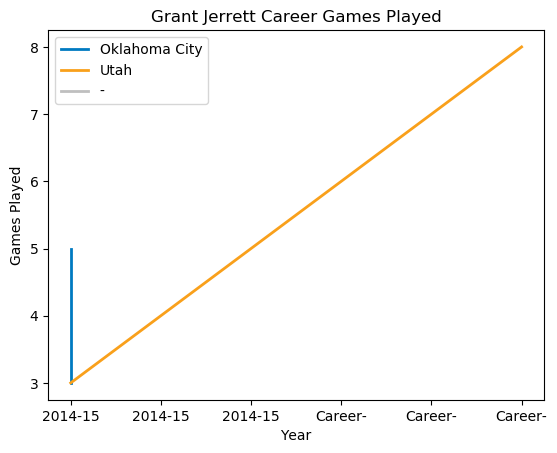 Grant Jerrett Career Games Played
Oklahoma City
Utah
-
8
7
6
5
4
3
Games Played
2014-15 2014-15 2014-15 Career- Career- Career-
Year